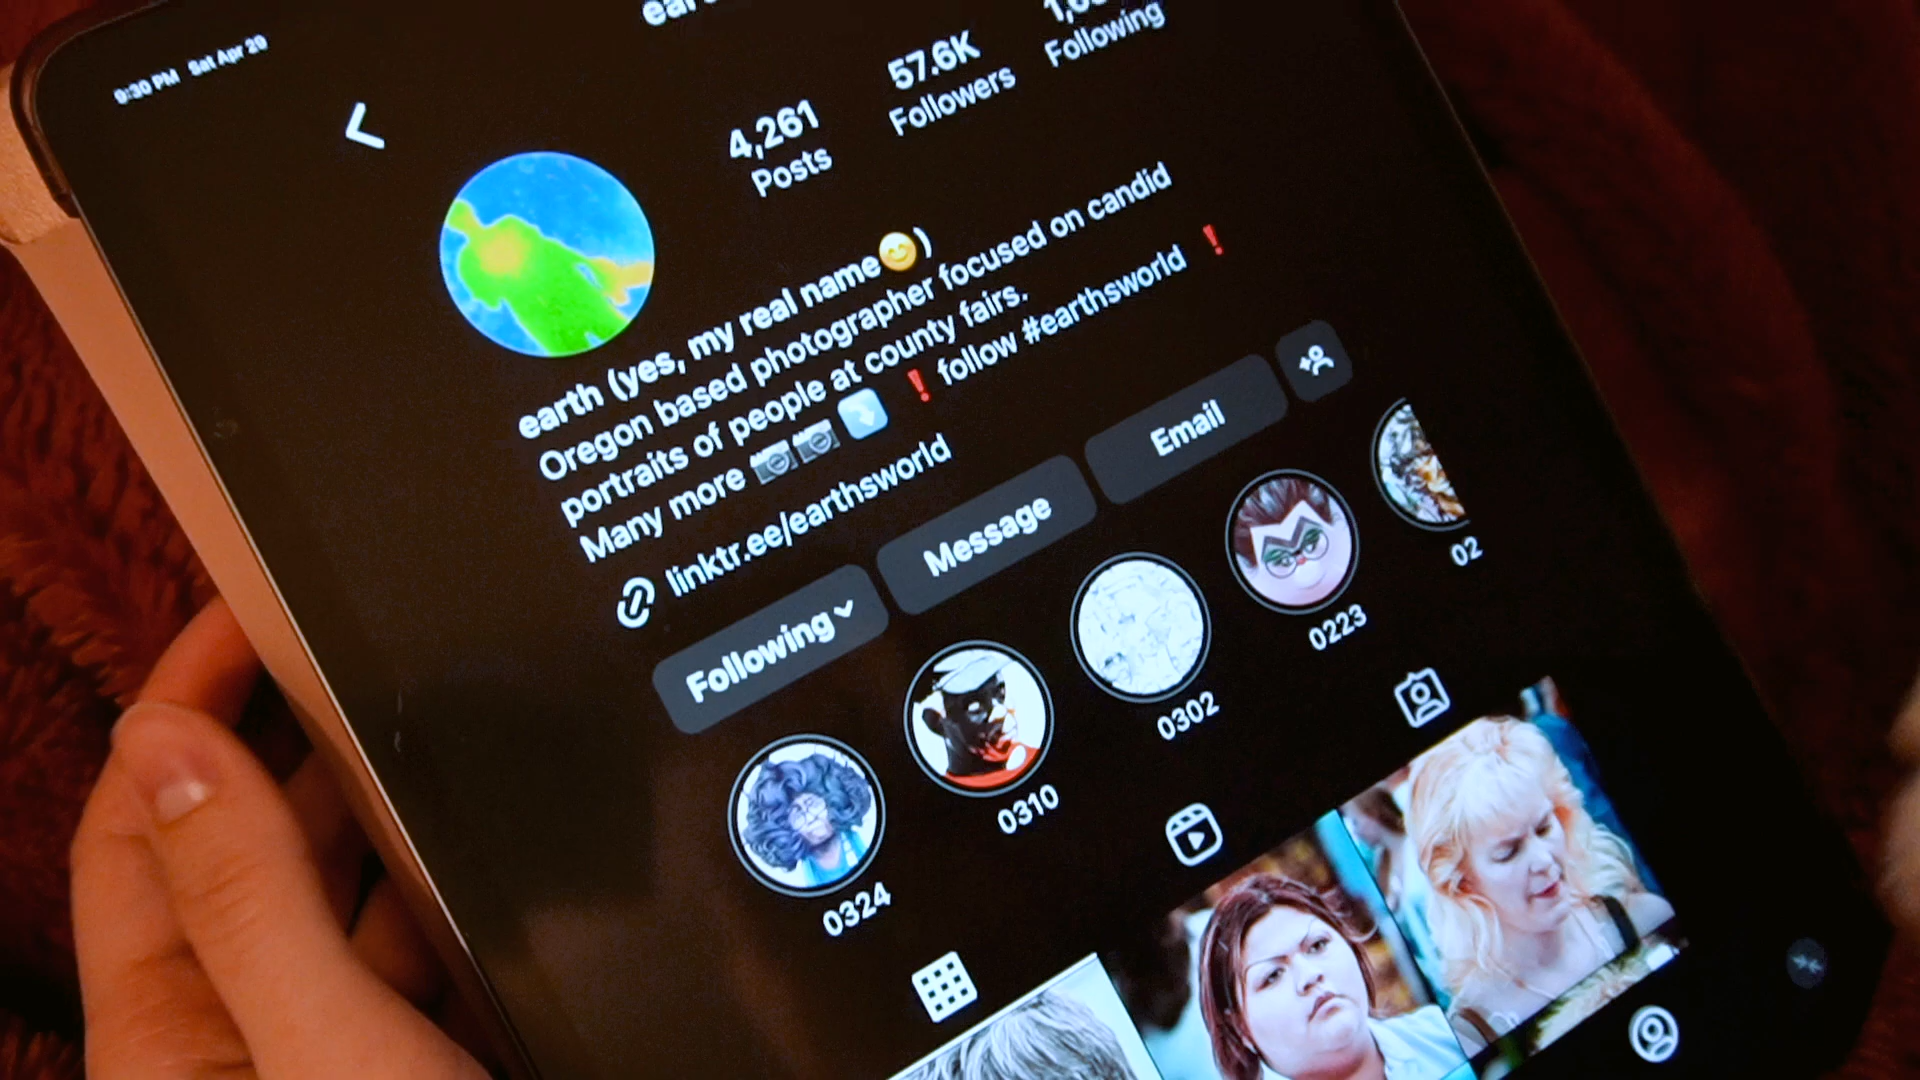 9:30 PM Sat Apr 29
4,261
Posts
57.6K
Followers
Following
earth (yes, my real name😊)
Oregon based photographer focused on candid
portraits of people at county fairs.
Many more 📷📷⤵️ ❗ follow #earthsworld ❗
linktr.ee/earthsworld
Following
Message
Email
0324
0310
0302
0223
02